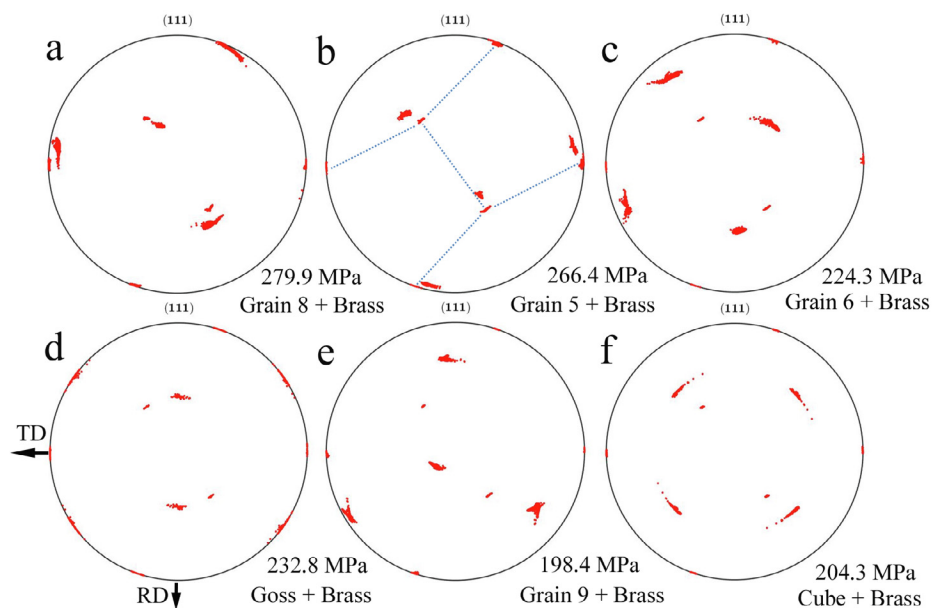 (111)
(111)
(111)
a
b
c
279.9 MPa
Grain 8 + Brass
266.4 MPa
Grain 5 + Brass
224.3 MPa
Grain 6 + Brass
(111)
(111)
(111)
d
e
f
TD
RD
232.8 MPa
Goss + Brass
198.4 MPa
Grain 9 + Brass
204.3 MPa
Cube + Brass